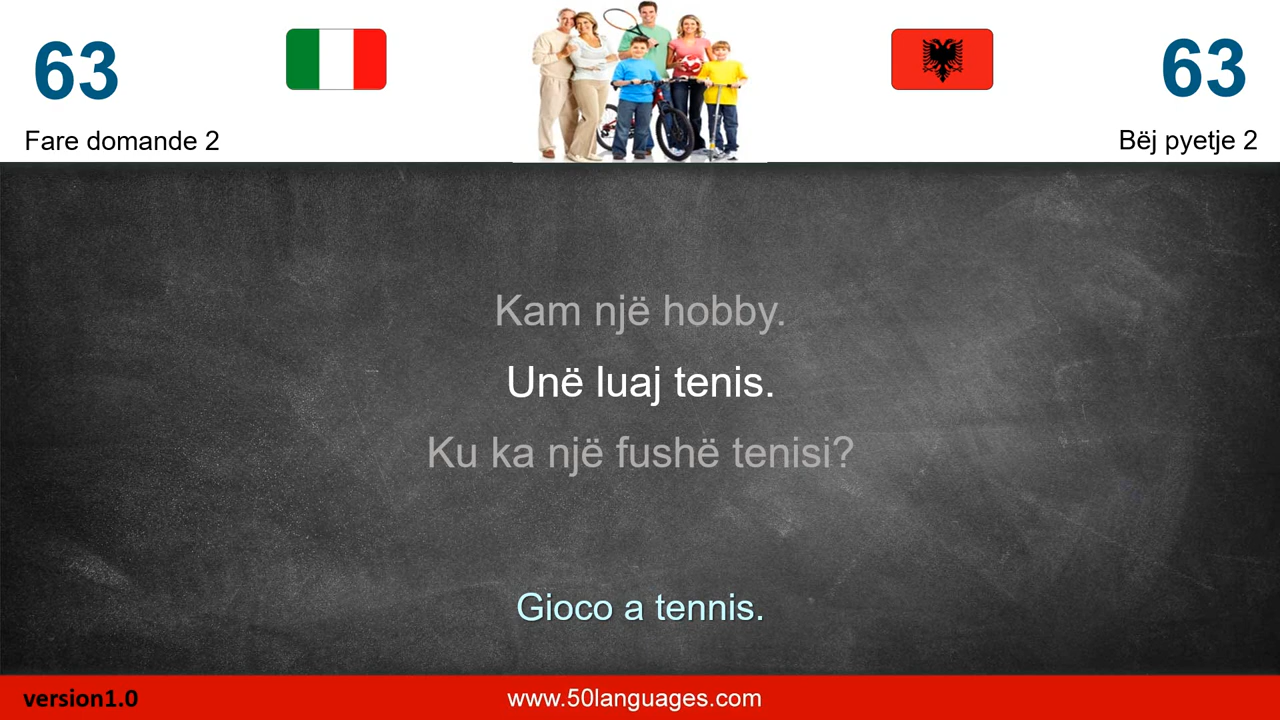 63
63
Fare domande 2
Bëj pyetje 2
Kam një hobby.
Unë luaj tenis.
Ku ka një fushë tenisi?
Gioco a tennis.
version1.0
www.50languages.com